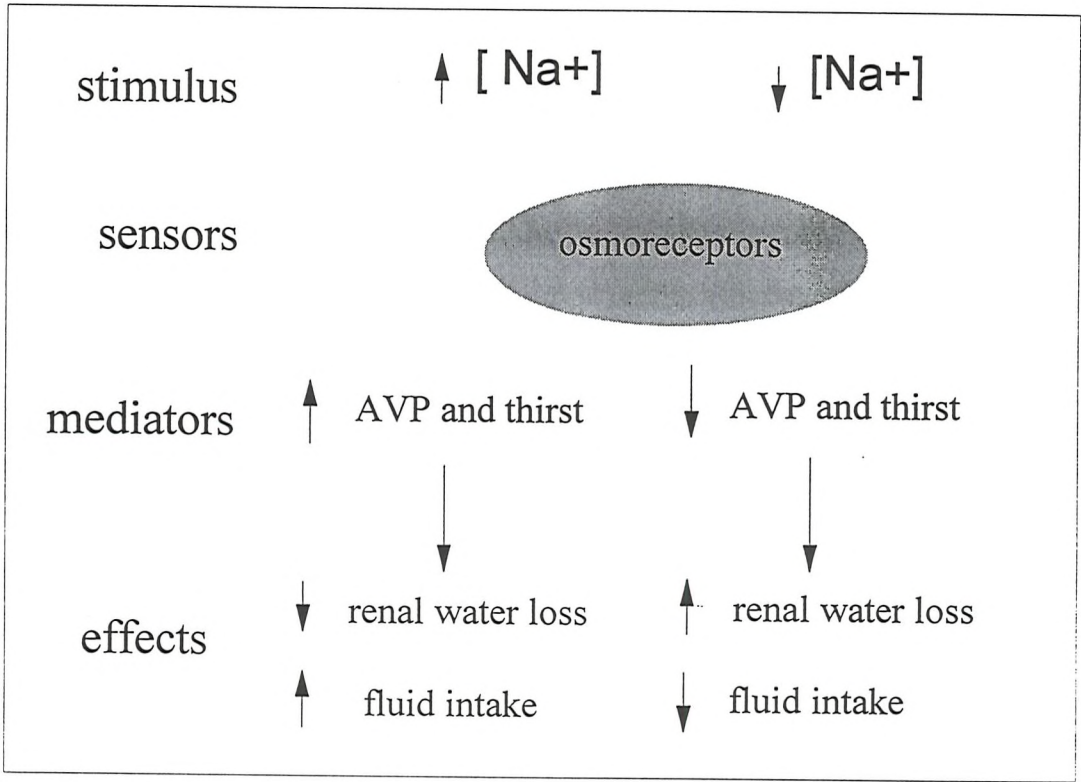 stimulus ↑ [ Na+] ↓ [Na+]
sensors osmoreceptors
mediators ↑ AVP and thirst ↓ AVP and thirst
effects ↓ renal water loss ↑ renal water loss
↑ fluid intake ↓ fluid intake